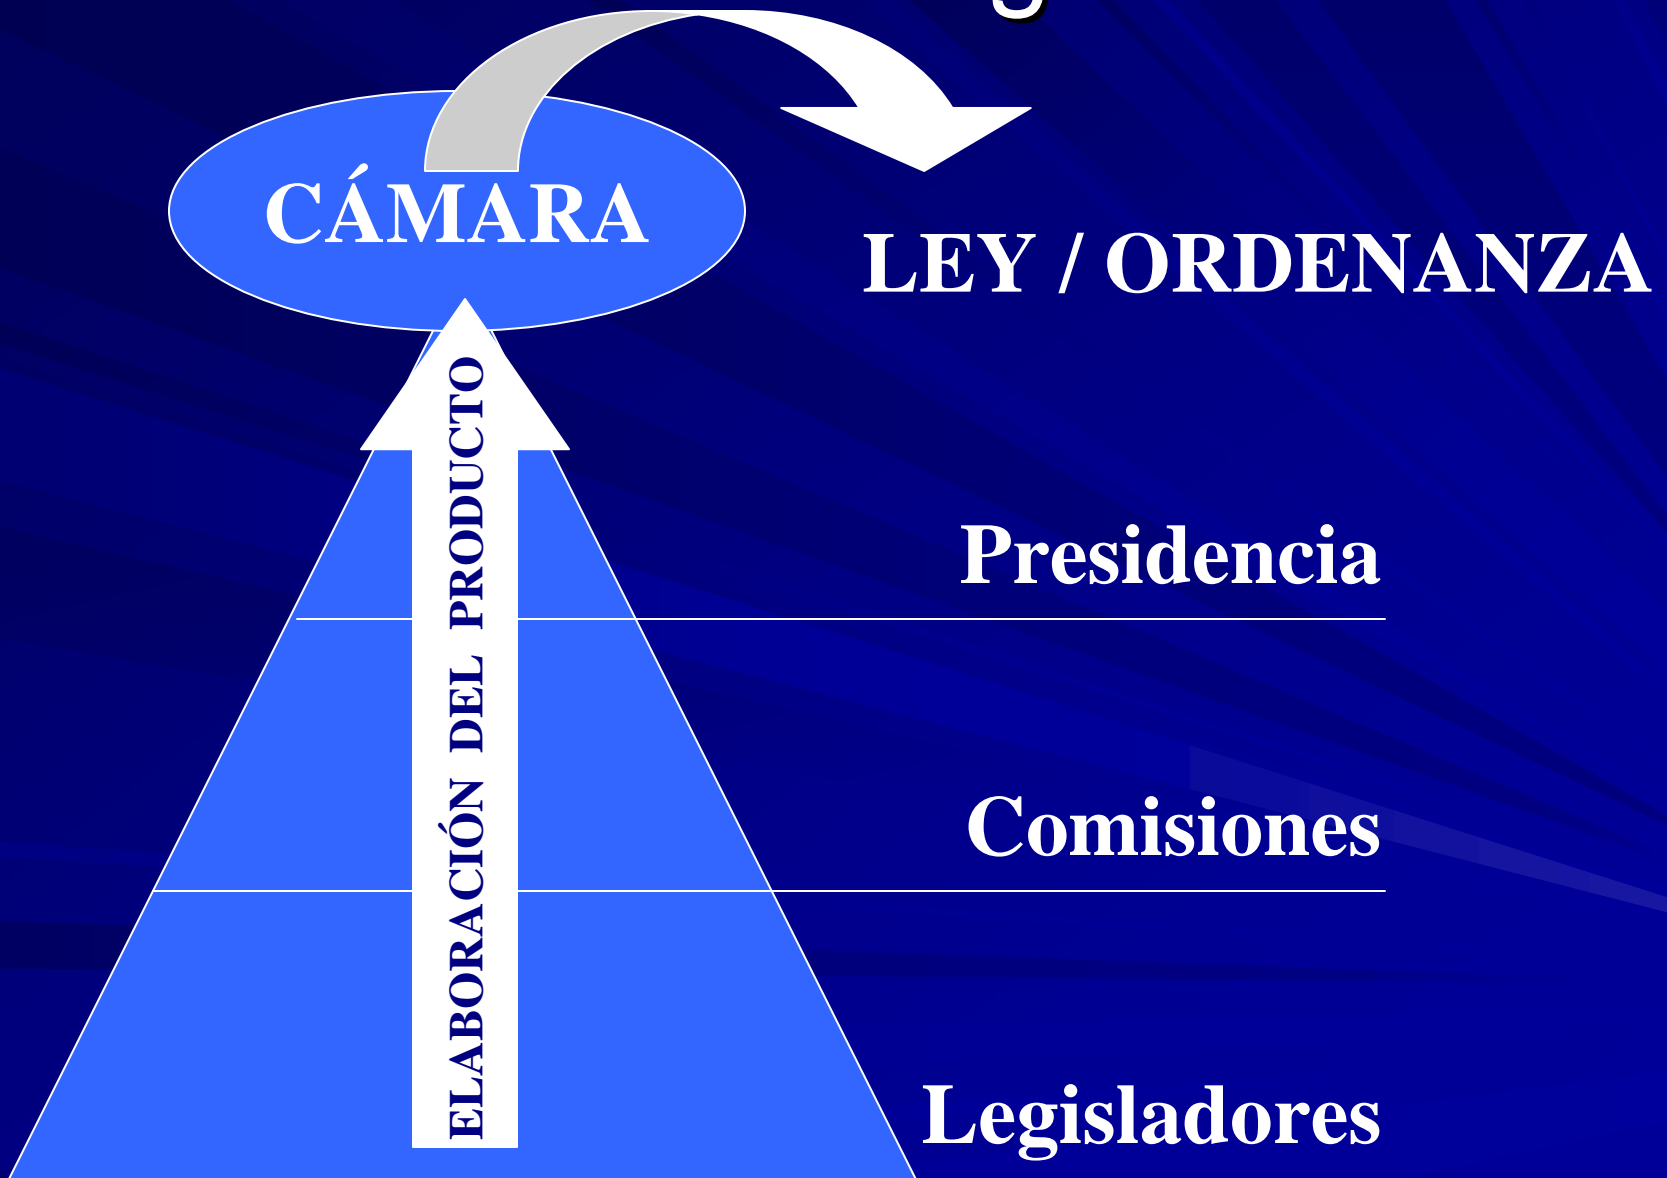 CÁMARA
LEY / ORDENANZA
ELABORACIÓN DEL PRODUCTO
Presidencia
Comisiones
Legisladores